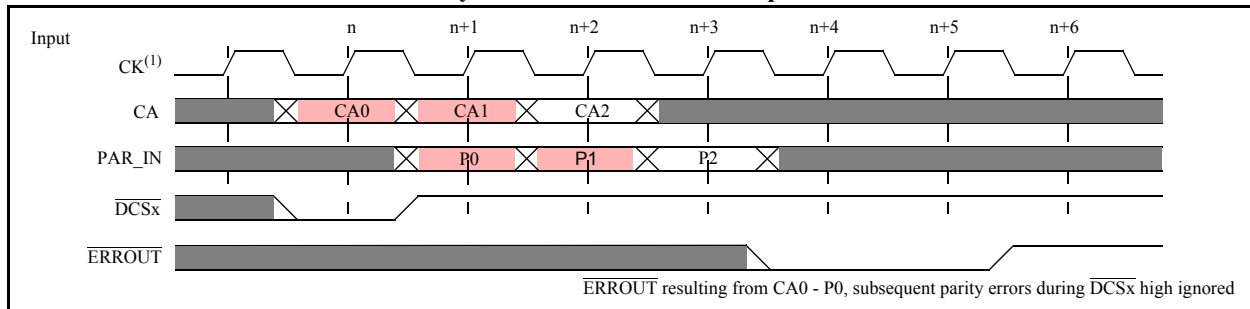 Input
n n+1 n+2 n+3 n+4 n+5 n+6
CK(1)
CA CA0 CA1 CA2
PAR_IN P0 P1 P2
DCSx
ERROUT
ERROUT resulting from CA0 - P0, subsequent parity errors during DCSx high ignored